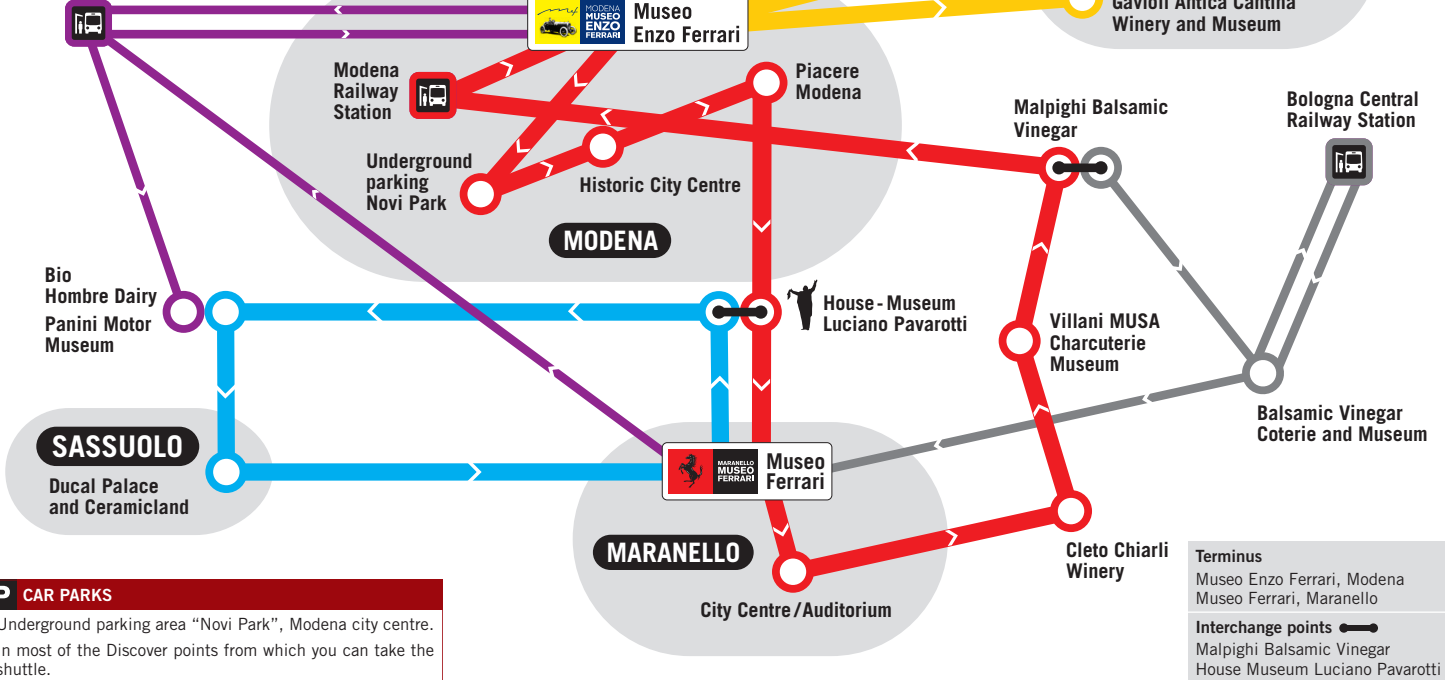 Gavioli Antica Cantina
Winery and Museum
MODENA
MUSEO
ENZO
FERRARI
Museo
Enzo Ferrari
Modena
Railway
Station
Piacere
Modena
Malpighi Balsamic
Vinegar
Bologna Central
Railway Station
Underground
parking
Novi Park
Historic City Centre
MODENA
Bio
Hombre Dairy
Panini Motor
Museum
House-Museum
Luciano Pavarotti
Villani MUSA
Charcuterie
Museum
Balsamic Vinegar
Coterie and Museum
SASSUOLO
Ducal Palace
and Ceramicland
MARANELLO
MUSEO
FERRARI
Museo
Ferrari
MARANELLO
Cleto Chiarli
Winery
City Centre/Auditorium
P CAR PARKS
Underground parking area “Novi Park”, Modena city centre.
In most of the Discover points from which you can take the
shuttle.
Terminus
Museo Enzo Ferrari, Modena
Museo Ferrari, Maranello
Interchange points
Malpighi Balsamic Vinegar
House Museum Luciano Pavarotti